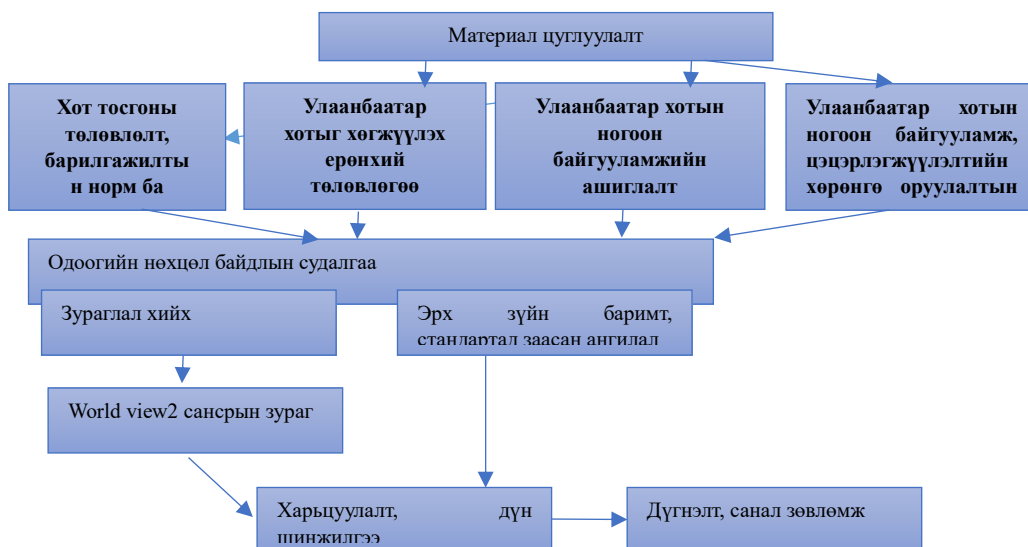 Материал цуглуулалт
Хот тосгоны
төлөвлөлт,
барилгажилты
н норм ба
Улаанбаатар
хотыг хөгжүүлэх
ерөнхий
төлөвлөгөө
Улаанбаатар хотын
ногоон
байгууламжийн
ашиглалт
Улаанбаатар хотын
ногоон байгууламж,
цэцэрлэгжүүлэлтийн
хөрөнгө оруулалтын
Одоогийн нөхцөл байдлын судалгаа
Зураглал хийх
Эрх зүйн баримт,
стандартад заасан ангилал
World view2 сансрын зураг
Харьцуулалт, дүн
шинжилгээ
Дүгнэлт, санал зөвлөмж